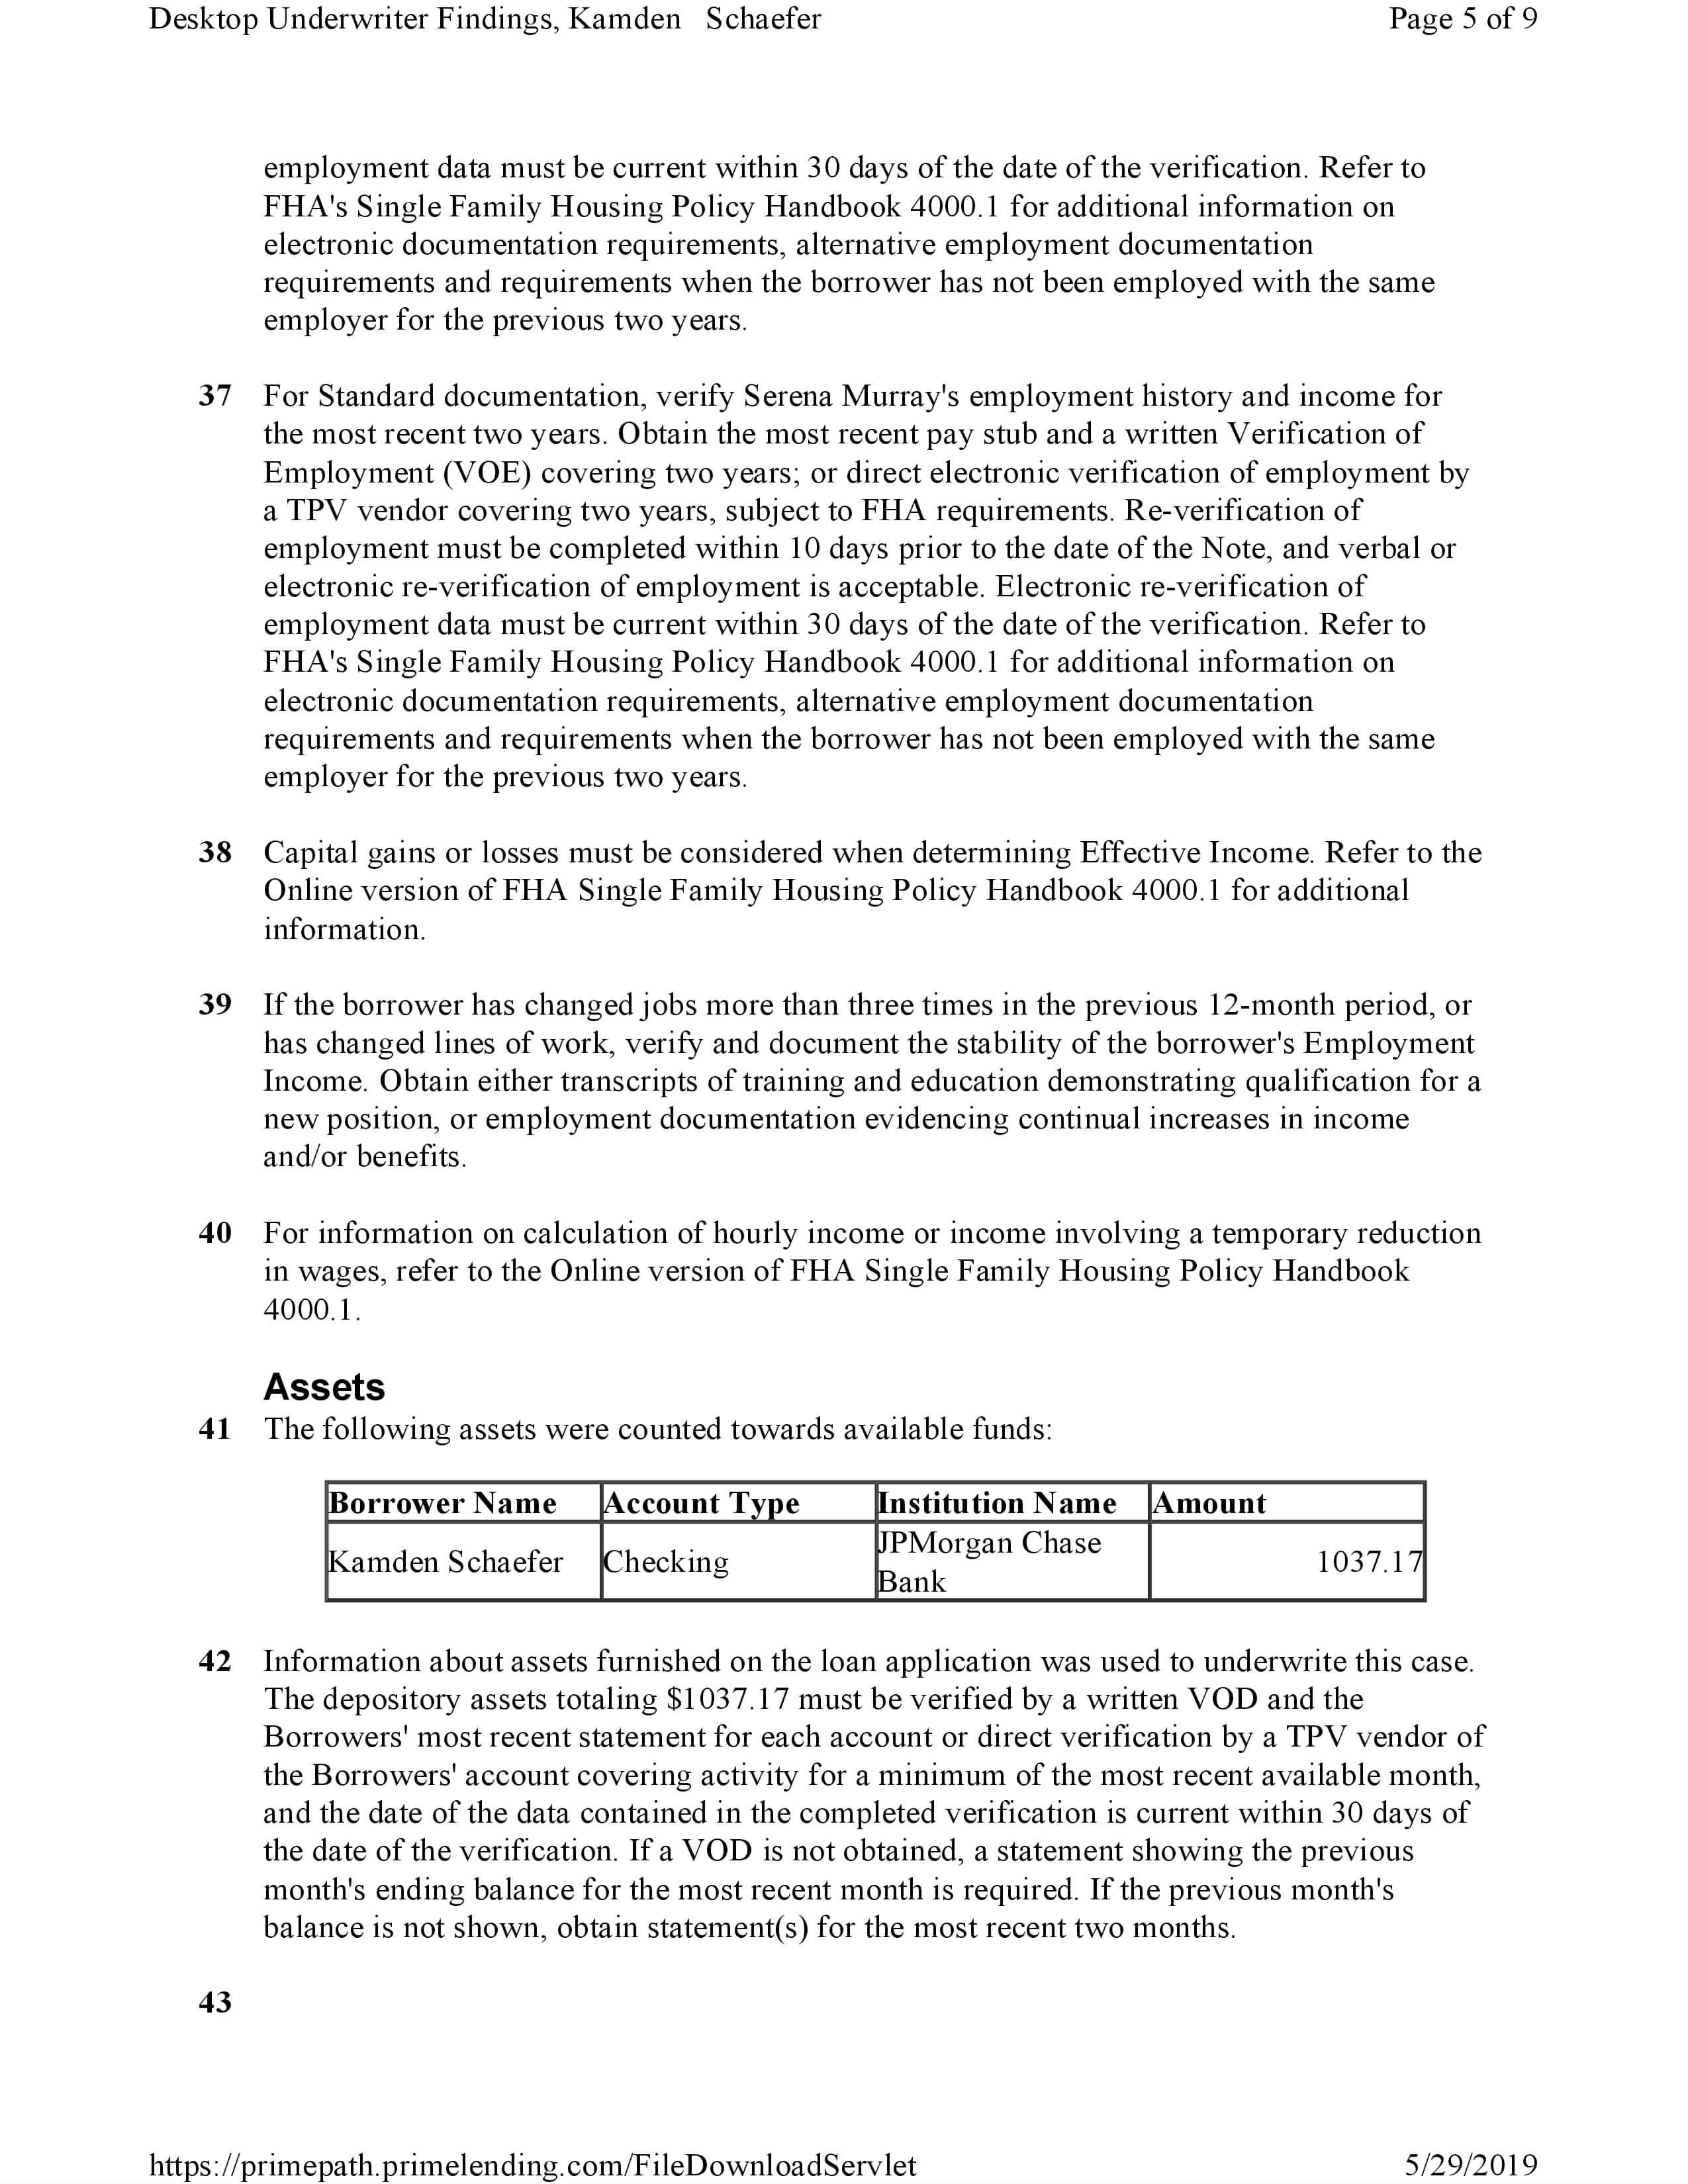 Desktop Underwriter Findings, Kamden Schaefer Page 5 of 9
employment data must be current within 30 days of the date of the verification. Refer to
FHA's Single Family Housing Policy Handbook 4000.1 for additional information on
electronic documentation requirements, alternative employment documentation
requirements and requirements when the borrower has not been employed with the same
employer for the previous two years.
37 For Standard documentation, verify Serena Murray's employment history and income for
the most recent two years. Obtain the most recent pay stub and a written Verification of
Employment (VOE) covering two years; or direct electronic verification of employment by
a TPV vendor covering two years, subject to FHA requirements. Re-verification of
employment must be completed within 10 days prior to the date of the Note, and verbal or
electronic re-verification of employment is acceptable. Electronic re-verification of
employment data must be current within 30 days of the date of the verification. Refer to
FHA's Single Family Housing Policy Handbook 4000.1 for additional information on
electronic documentation requirements, alternative employment documentation
requirements and requirements when the borrower has not been employed with the same
employer for the previous two years.
38 Capital gains or losses must be considered when determining Effective Income. Refer to the
Online version of FHA Single Family Housing Policy Handbook 4000.1 for additional
information.
39 If the borrower has changed jobs more than three times in the previous 12-month period, or
has changed lines of work, verify and document the stability of the borrower's Employment
Income. Obtain either transcripts of training and education demonstrating qualification for a
new position, or employment documentation evidencing continual increases in income
and/or benefits.
40 For information on calculation of hourly income or income involving a temporary reduction
in wages, refer to the Online version of FHA Single Family Housing Policy Handbook
4000.1.
Assets
41 The following assets were counted towards available funds:
Borrower Name Account Type Institution Name Amount
Kamden Schaefer Checking JPMorgan Chase Bank 1037.17
42 Information about assets furnished on the loan application was used to underwrite this case.
The depository assets totaling $1037.17 must be verified by a written VOD and the
Borrowers' most recent statement for each account or direct verification by a TPV vendor of
the Borrowers' account covering activity for a minimum of the most recent available month,
and the date of the data contained in the completed verification is current within 30 days of
the date of the verification. If a VOD is not obtained, a statement showing the previous
month's ending balance for the most recent month is required. If the previous month's
balance is not shown, obtain statement(s) for the most recent two months.
43
https://primepath.primelending.com/FileDownloadServlet 5/29/2019